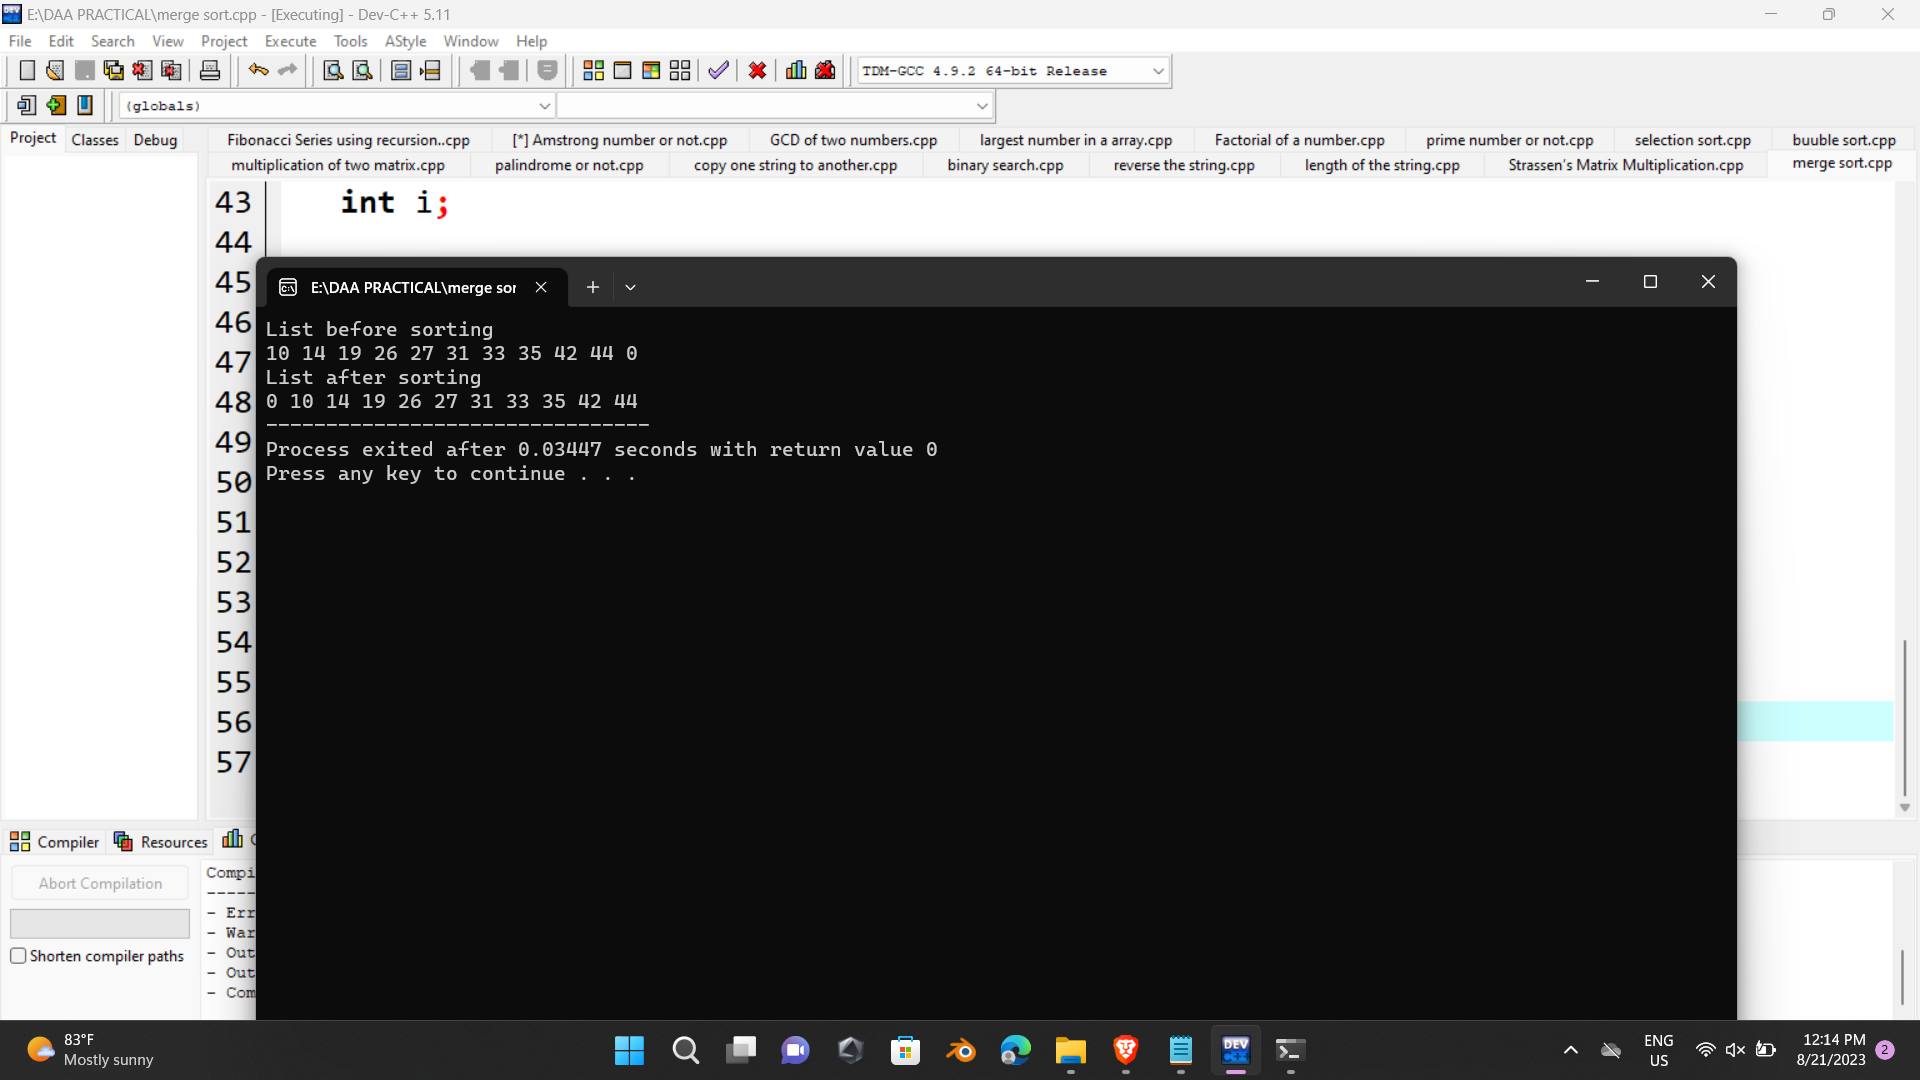 E:\DAA PRACTICAL\merge sort.cpp - [Executing] - Dev-C++ 5.11
File Edit Search View Project Execute Tools AStyle Window Help
TDM-GCC 4.9.2 64-bit Release
(globals)
Project Classes Debug
Fibonacci Series using recursion..cpp [*] Amstrong number or not.cpp GCD of two numbers.cpp largest number in a array.cpp Factorial of a number.cpp prime number or not.cpp selection sort.cpp buuble sort.cpp
multiplication of two matrix.cpp palindrome or not.cpp copy one string to another.cpp binary search.cpp reverse the string.cpp length of the string.cpp Strassen's Matrix Multiplication.cpp merge sort.cpp
43 int i;
44
45
46
47
48
49
50
51
52
53
54
55
56
57
E:\DAA PRACTICAL\merge sor
List before sorting
10 14 19 26 27 31 33 35 42 44 0
List after sorting
0 10 14 19 26 27 31 33 35 42 44
--------------------------------
Process exited after 0.03447 seconds with return value 0
Press any key to continue . . .
Compiler Resources
Abort Compilation
Shorten compiler paths
Compi
-----
- Err
- War
- Out
- Out
- Com
83°F
Mostly sunny
DEV
C++
ENG
US
12:14 PM
8/21/2023
2